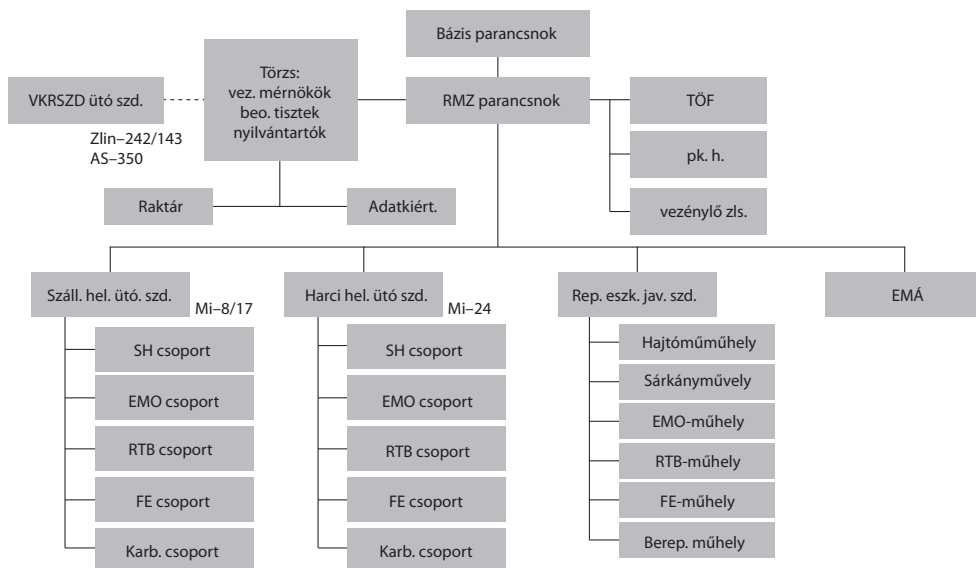 Bázis parancsnok
VKRSZD ütó szd.
Zlin–242/143
AS–350
Törzs:
vez. mérnökök
beo. tisztek
nyilvántartók
RMZ parancsnok
TÖF
pk. h.
vezénylő zls.
Raktár
Adatkiért.
Száll. hel. ütó. szd.
Mi–8/17
Harci hel. ütó szd.
Mi–24
Rep. eszk. jav. szd.
EMÁ
SH csoport
EMO csoport
RTB csoport
FE csoport
Karb. csoport
SH csoport
EMO csoport
RTB csoport
FE csoport
Karb. csoport
Hajtóműműhely
Sárkányművely
EMO-műhely
RTB-műhely
FE-műhely
Berep. műhely